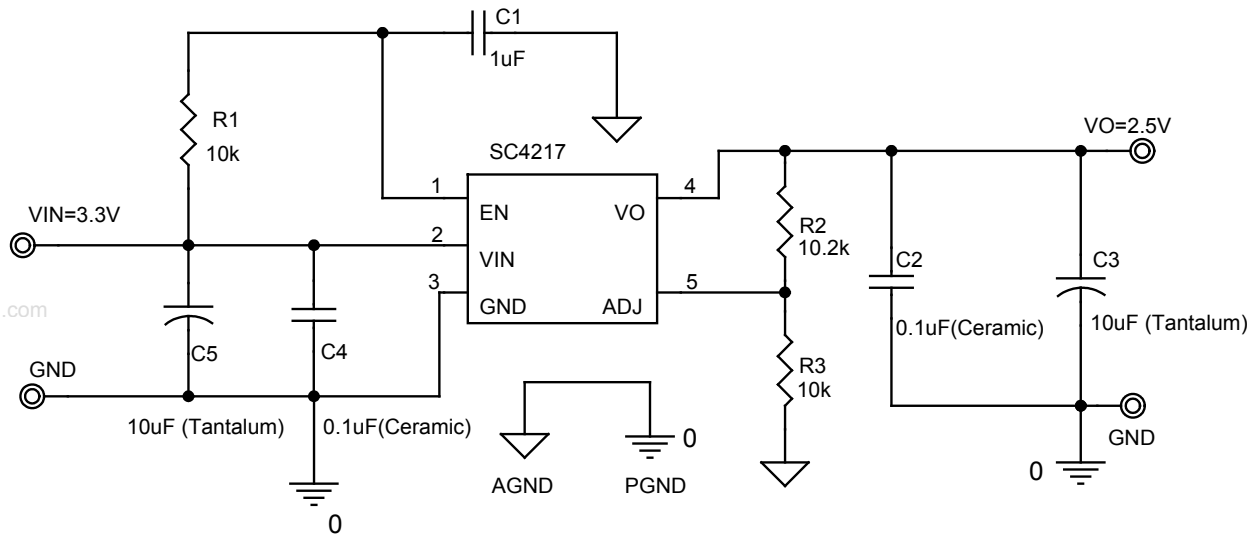 C1
1uF
R1
10k
SC4217
VO=2.5V
1
4
EN
VO
VIN=3.3V
R2
10.2k
2
VIN
C2
C3
3
5
GND
ADJ
.com
0.1uF(Ceramic)
10uF (Tantalum)
C5
C4
GND
R3
10k
10uF (Tantalum)
0.1uF(Ceramic)
0
GND
AGND
PGND
0
0